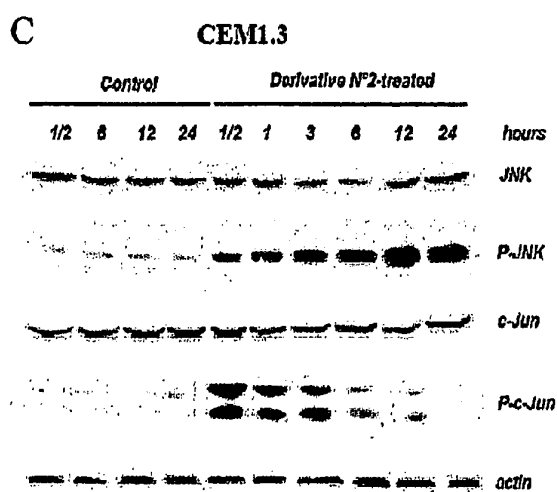 C CEM1.3
Control Derivative N°2-treated
1/2 6 12 24 1/2 1 3 6 12 24 hours
JNK
P-JNK
c-Jun
P-c-Jun
actin